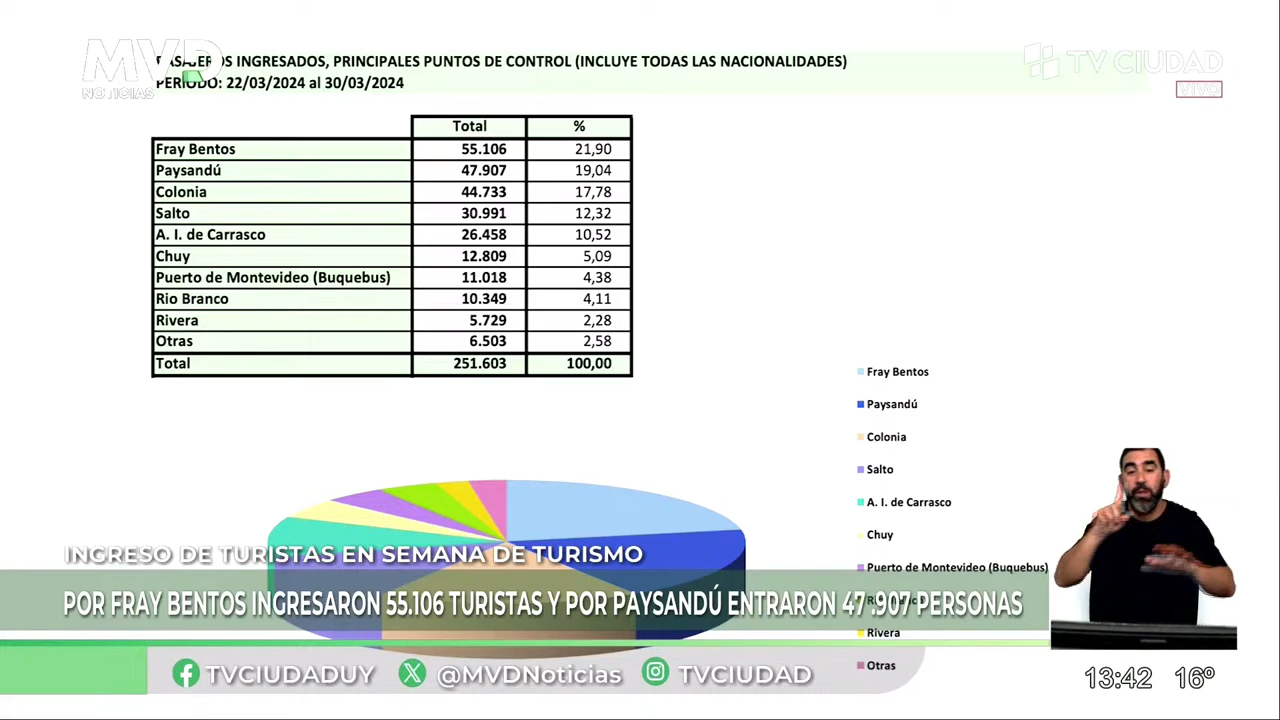 MVD
NOTICIAS
PASAJEROS INGRESADOS, PRINCIPALES PUNTOS DE CONTROL (INCLUYE TODAS LAS NACIONALIDADES)
PERIODO: 22/03/2024 al 30/03/2024
TV CIUDAD
VIVO
Total %
Fray Bentos 55.106 21,90
Paysandú 47.907 19,04
Colonia 44.733 17,78
Salto 30.991 12,32
A. I. de Carrasco 26.458 10,52
Chuy 12.809 5,09
Puerto de Montevideo (Buquebus) 11.018 4,38
Rio Branco 10.349 4,11
Rivera 5.729 2,28
Otras 6.503 2,58
Total 251.603 100,00
Fray Bentos
Paysandú
Colonia
Salto
A. I. de Carrasco
Chuy
Puerto de Montevideo (Buquebus)
Rivera
Otras
INGRESO DE TURISTAS EN SEMANA DE TURISMO
POR FRAY BENTOS INGRESARON 55.106 TURISTAS Y POR PAYSANDÚ ENTRARON 47.907 PERSONAS
TVCIUDADUY @MVDNoticias TVCIUDAD
13:42 16º